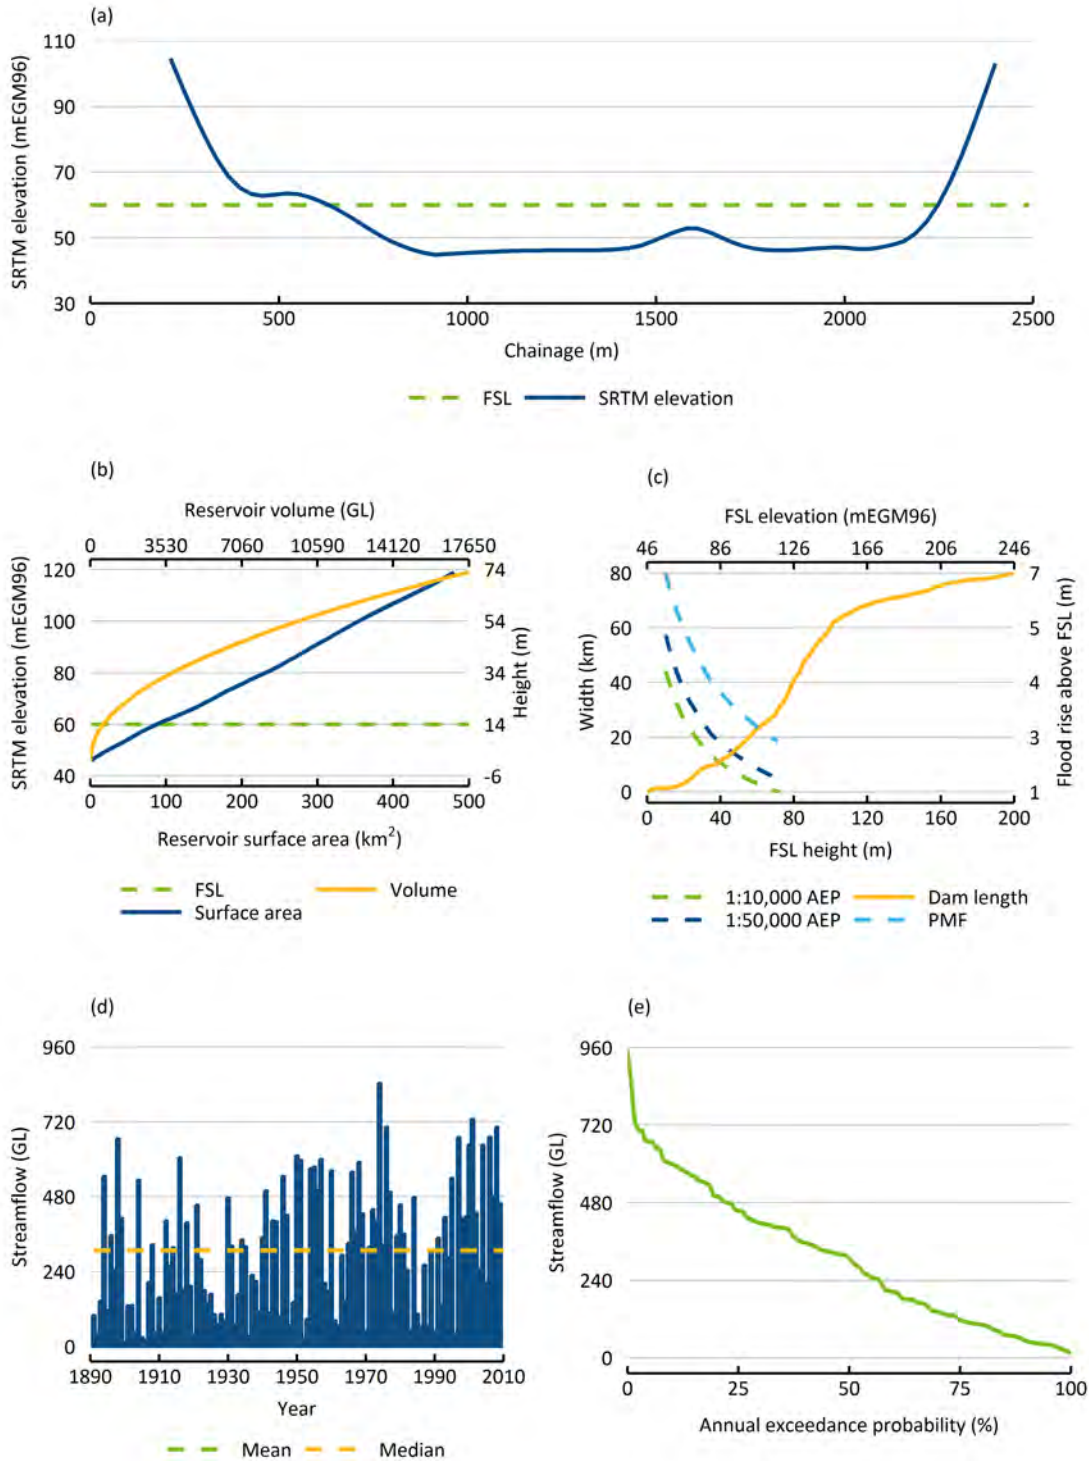 (a)
SRTM elevation (mEGM96)
110
90
70
50
30
0 500 1000 1500 2000 2500
Chainage (m)
FSL SRTM elevation
(b)
Reservoir volume (GL)
0 3530 7060 10590 14120 17650
SRTM elevation (mEGM96)
120 74
100 54
80 34
60 14
40 -6
Height (m)
0 100 200 300 400 500
Reservoir surface area (km²)
FSL Volume
Surface area
(c)
FSL elevation (mEGM96)
46 86 126 166 206 246
Width (km)
80 7
60 5
40 4
20 3
0 1
Flood rise above FSL (m)
0 40 80 120 160 200
FSL height (m)
1:10,000 AEP Dam length
1:50,000 AEP PMF
(d)
Streamflow (GL)
960
720
480
240
0
1890 1910 1930 1950 1970 1990 2010
Year
Mean Median
(e)
Streamflow (GL)
960
720
480
240
0
0 25 50 75 100
Annual exceedance probability (%)